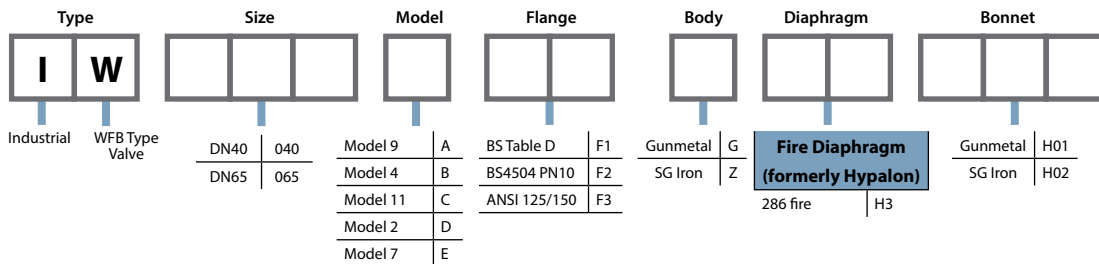 Type Size Model Flange Body Diaphragm Bonnet
I W
Industrial WFB Type Valve
DN40 040
DN65 065
Model 9 A
Model 4 B
Model 11 C
Model 2 D
Model 7 E
BS Table D F1
BS4504 PN10 F2
ANSI 125/150 F3
Gunmetal G
SG Iron Z
Fire Diaphragm
(formerly Hypalon)
286 fire H3
Gunmetal H01
SG Iron H02